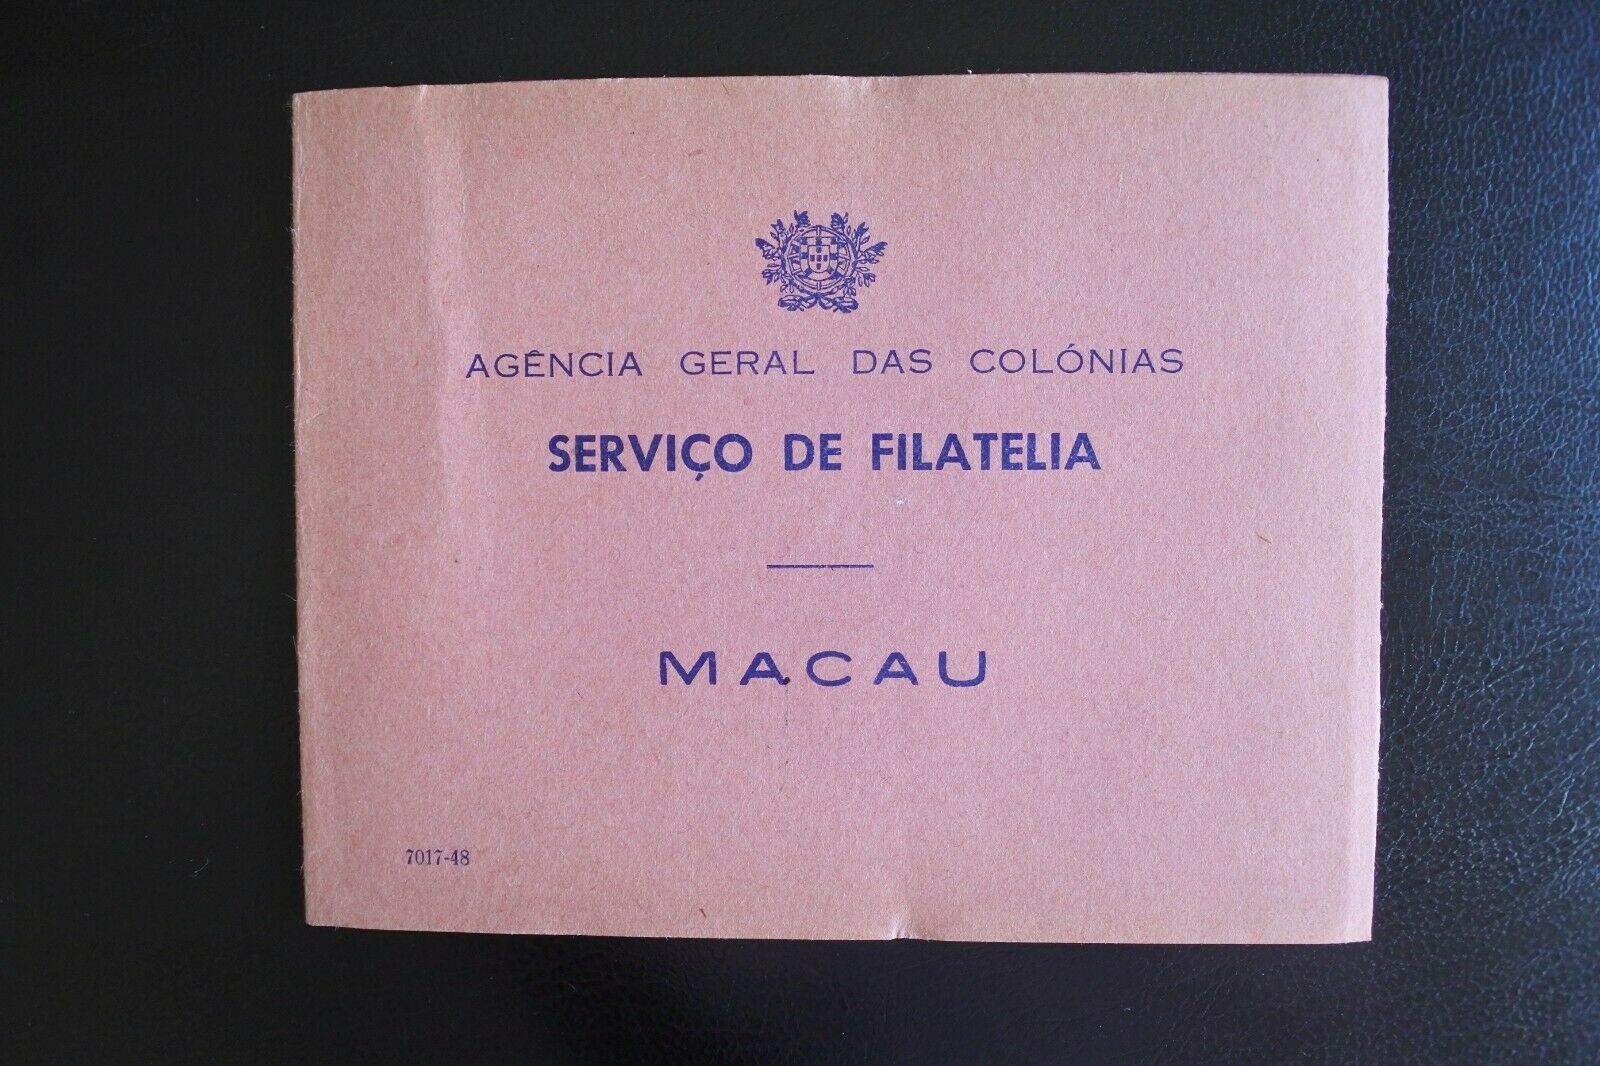 AGÊNCIA GERAL DAS COLÓNIAS
SERVIÇO DE FILATELIA
MACAU
7017-48